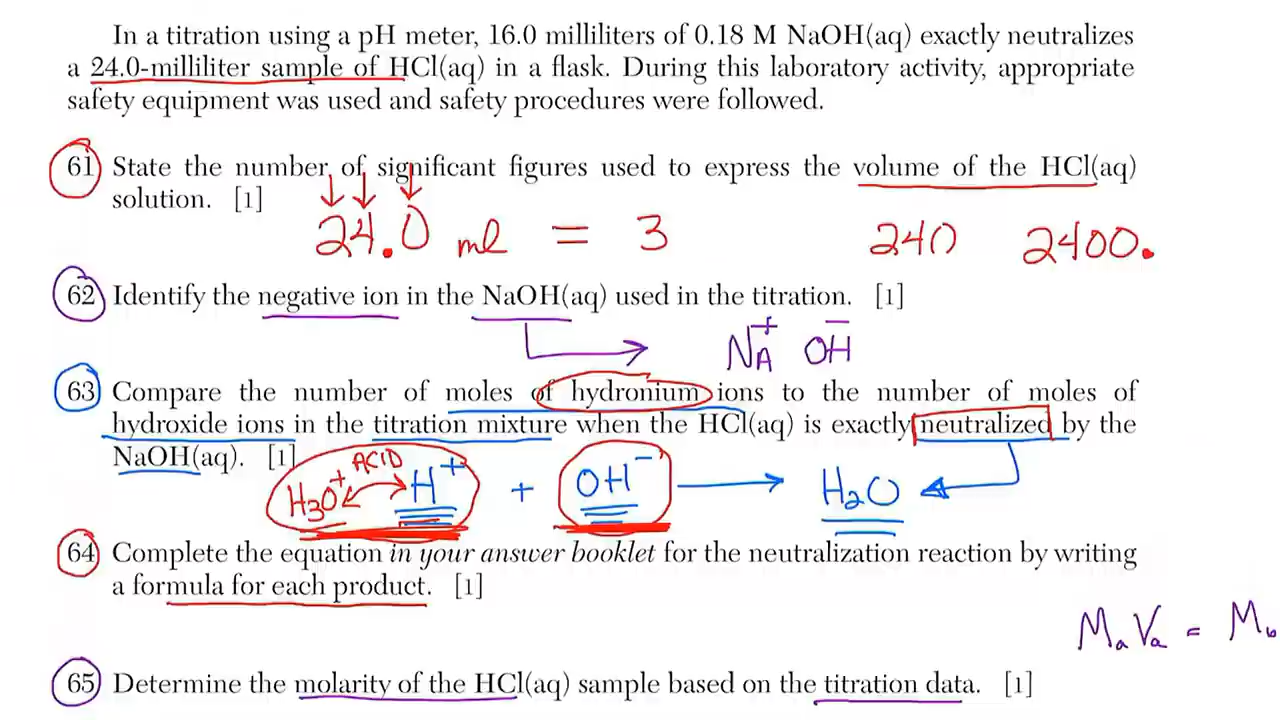 In a titration using a pH meter, 16.0 milliliters of 0.18 M NaOH(aq) exactly neutralizes
a 24.0-milliliter sample of HCl(aq) in a flask. During this laboratory activity, appropriate
safety equipment was used and safety procedures were followed.
61 State the number of significant figures used to express the volume of the HCl(aq)
solution. [1]
24.0 ml = 3 240 2400.
62 Identify the negative ion in the NaOH(aq) used in the titration. [1]
NA+ OH−
63 Compare the number of moles of hydronium ions to the number of moles of
hydroxide ions in the titration mixture when the HCl(aq) is exactly neutralized by the
NaOH(aq). [1]
ACID
H3O+ H+ + OH− → H2O
64 Complete the equation in your answer booklet for the neutralization reaction by writing
a formula for each product. [1]
MaVa = Mb
65 Determine the molarity of the HCl(aq) sample based on the titration data. [1]